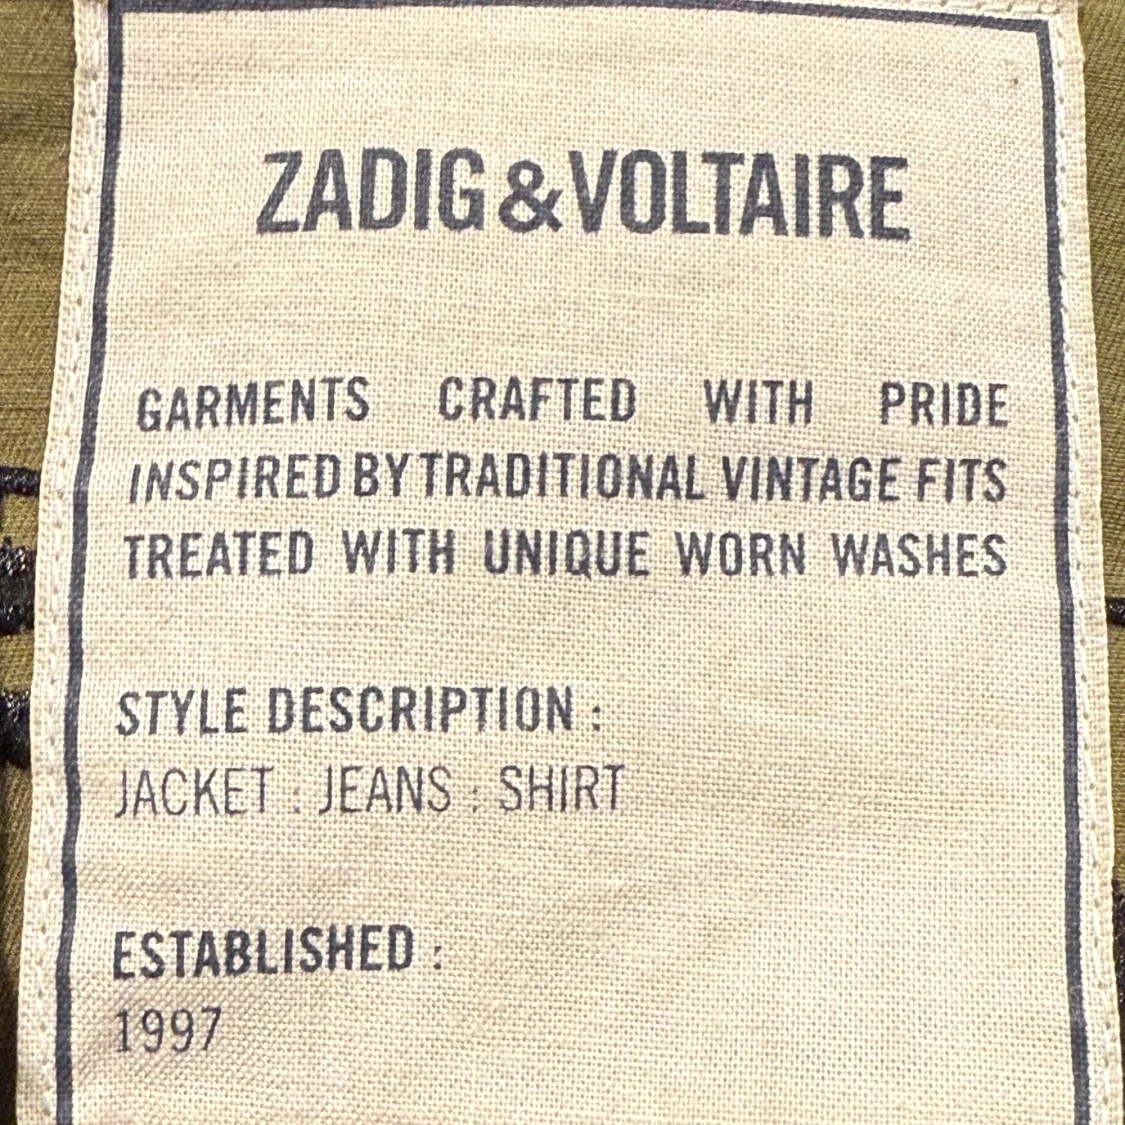 ZADIG&VOLTAIRE
GARMENTS CRAFTED WITH PRIDE
INSPIRED BY TRADITIONAL VINTAGE FITS
TREATED WITH UNIQUE WORN WASHES
STYLE DESCRIPTION :
JACKET : JEANS : SHIRT
ESTABLISHED :
1997